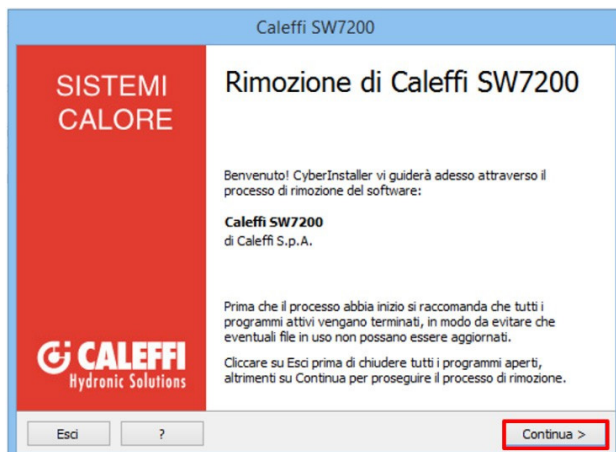 Caleffi SW7200
SISTEMI
CALORE
Rimozione di Caleffi SW7200
Benvenuto! CyberInstaller vi guiderà adesso attraverso il
processo di rimozione del software:
Caleffi SW7200
di Caleffi S.p.A.
Prima che il processo abbia inizio si raccomanda che tutti i
programmi attivi vengano terminati, in modo da evitare che
eventuali file in uso non possano essere aggiornati.
Cliccare su Esci prima di chiudere tutti i programmi aperti,
altrimenti su Continua per proseguire il processo di rimozione.
CALEFFI
Hydronic Solutions
Esci
?
Continua >